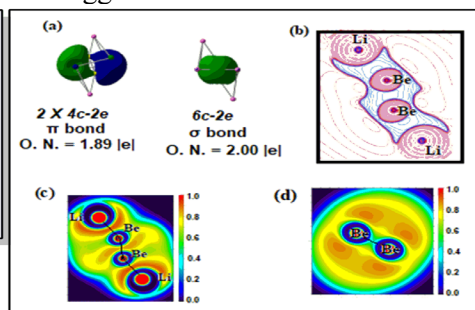 (a)
2 X 4c-2e
π bond
O. N. = 1.89 |e|
6c-2e
σ bond
O. N. = 2.00 |e|
(b)
Li
Be
Be
Li
(c)
Li
Be
Be
Li
1.0
0.8
0.6
0.4
0.2
0.0
(d)
Be
Be
1.0
0.8
0.6
0.4
0.2
0.0